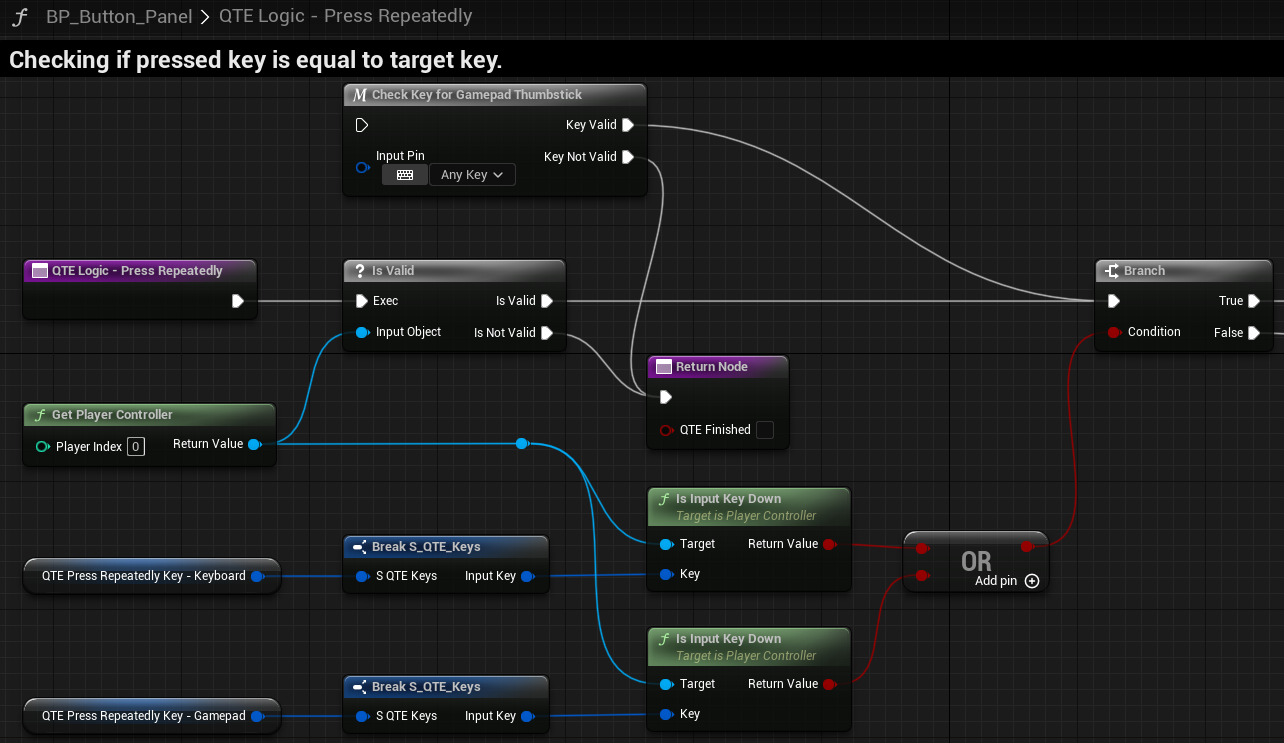 BP_Button_Panel > QTE Logic - Press Repeatedly
Checking if pressed key is equal to target key.
Check Key for Gamepad Thumbstick
Key Valid
Input Pin
Key Not Valid
Any Key
QTE Logic - Press Repeatedly
Is Valid
Exec
Is Valid
Input Object
Is Not Valid
Branch
True
Condition
False
Return Node
QTE Finished
Get Player Controller
Player Index 0
Return Value
Is Input Key Down
Target is Player Controller
Target
Return Value
Key
OR
Add pin
QTE Press Repeatedly Key - Keyboard
Break S_QTE_Keys
S QTE Keys
Input Key
Is Input Key Down
Target is Player Controller
Target
Return Value
Key
QTE Press Repeatedly Key - Gamepad
Break S_QTE_Keys
S QTE Keys
Input Key